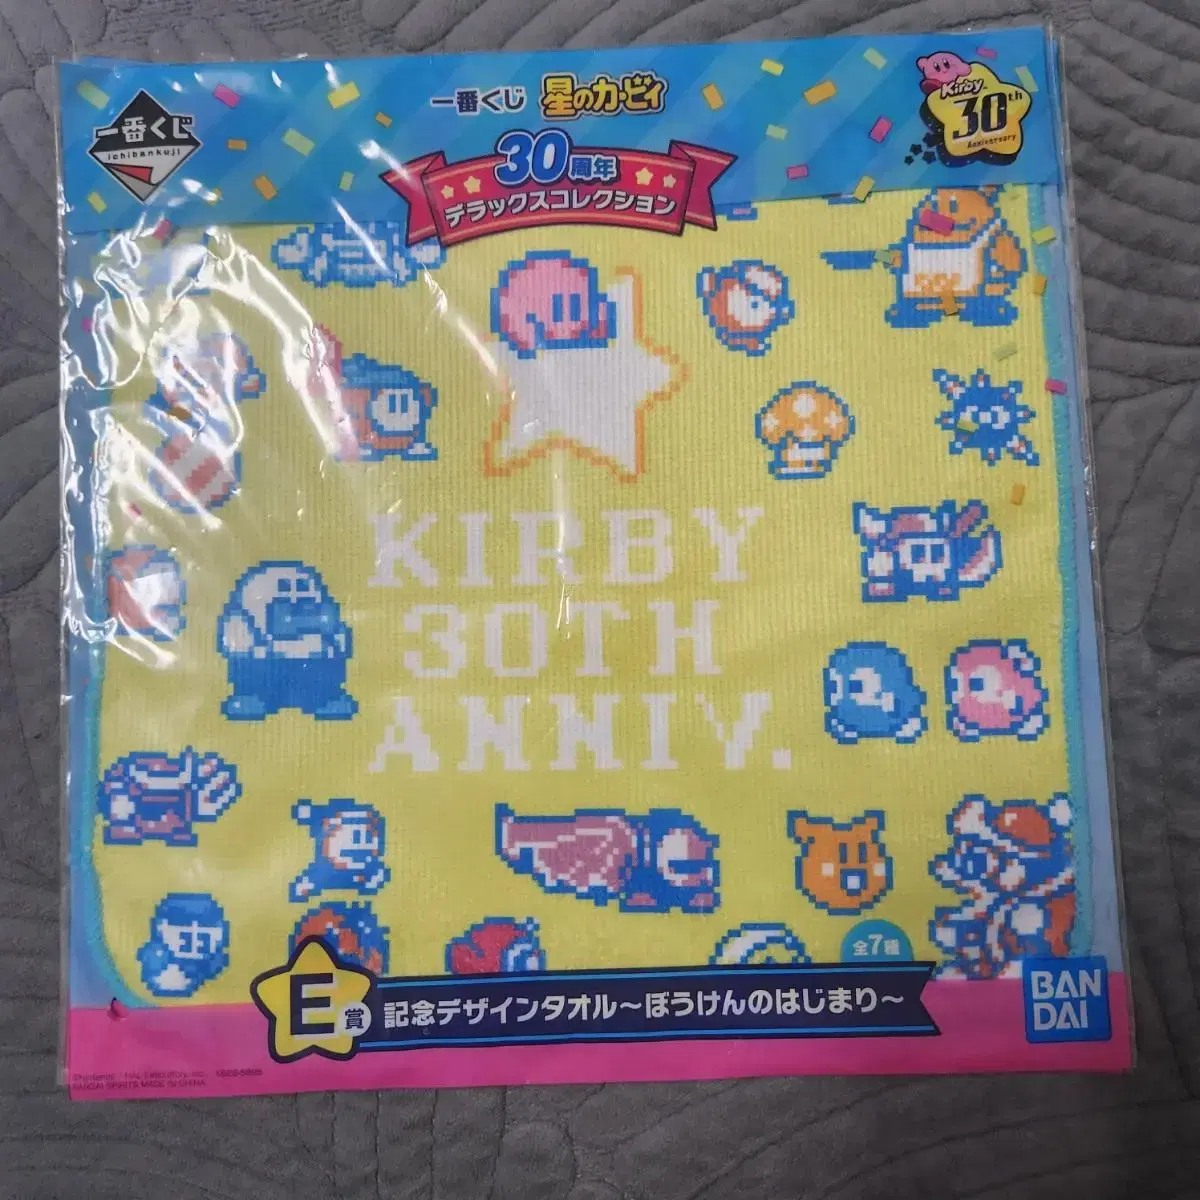 一番くじ
ichibankuji
一番くじ 星のカービィ
30周年
デラックスコレクション
Kirby
30th
Anniversary
KIRBY
30TH
ANNIV.
全7種
E賞 記念デザインタオル〜ぼうけんのはじまり〜
BAN
DAI
BANDAI SPIRITS MADE IN CHINA